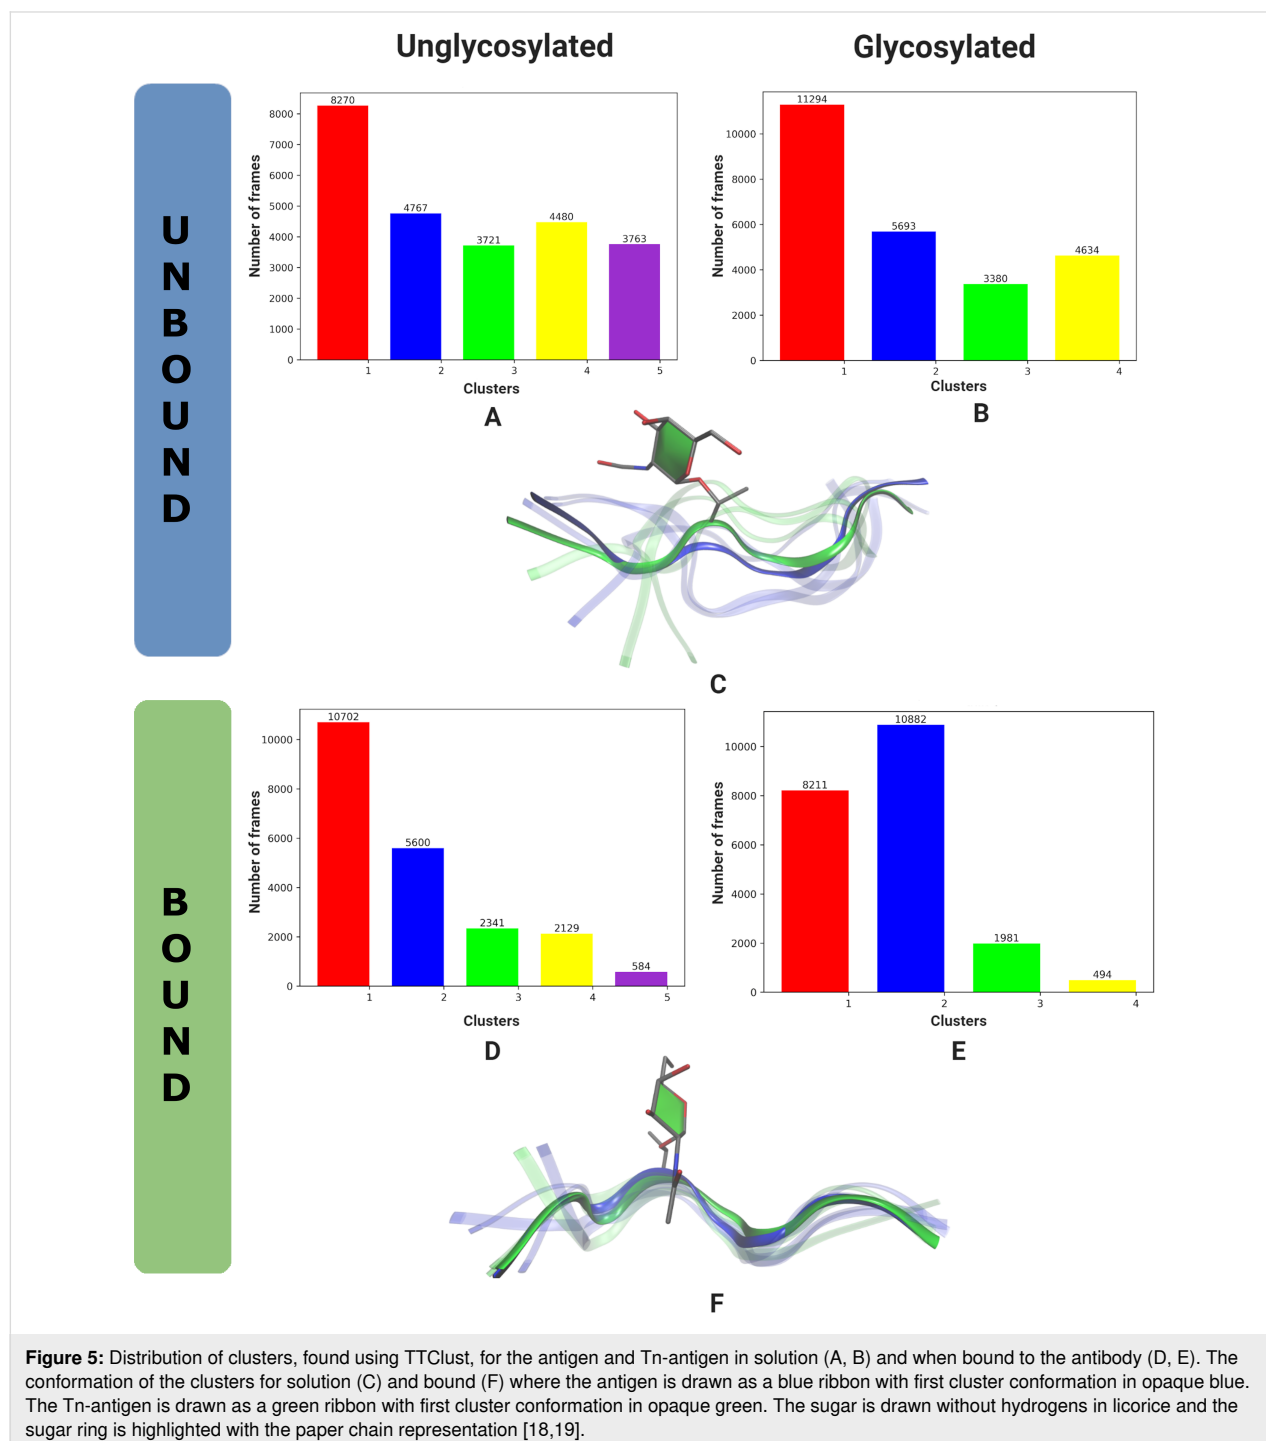 Unglycosylated
Glycosylated
U
N
B
O
U
N
D
Number of frames
8000
7000
6000
5000
4000
3000
2000
1000
0
8270
4767
3721
4480
3763
1 2 3 4 5
Clusters
A
Number of frames
10000
8000
6000
4000
2000
0
11294
5693
3380
4634
1 2 3 4
Clusters
B
C
B
O
U
N
D
Number of frames
10000
8000
6000
4000
2000
0
10702
5600
2341
2129
584
1 2 3 4 5
Clusters
D
Number of frames
10000
8000
6000
4000
2000
0
8211
10882
1981
494
1 2 3 4
Clusters
E
F
Figure 5: Distribution of clusters, found using TTClust, for the antigen and Tn-antigen in solution (A, B) and when bound to the antibody (D, E). The
conformation of the clusters for solution (C) and bound (F) where the antigen is drawn as a blue ribbon with first cluster conformation in opaque blue.
The Tn-antigen is drawn as a green ribbon with first cluster conformation in opaque green. The sugar is drawn without hydrogens in licorice and the
sugar ring is highlighted with the paper chain representation [18,19].